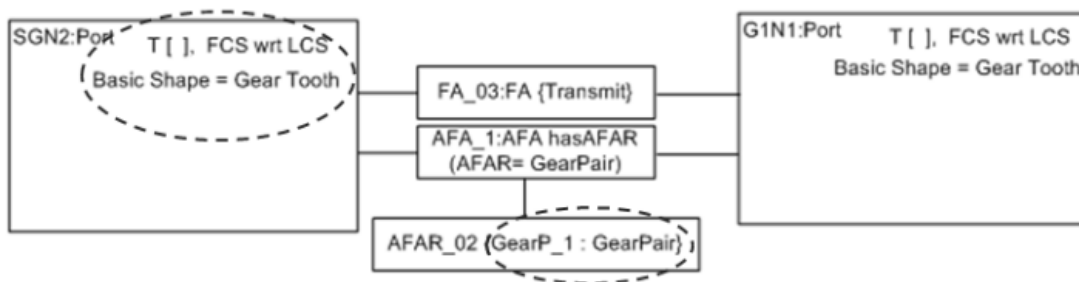 SGN2:Port
T [ ], FCS wrt LCS
Basic Shape = Gear Tooth
FA_03:FA {Transmit}
AFA_1:AFA hasAFAR
(AFAR= GearPair)
AFAR_02 {GearP_1 : GearPair}
G1N1:Port
T [ ], FCS wrt LCS
Basic Shape = Gear Tooth